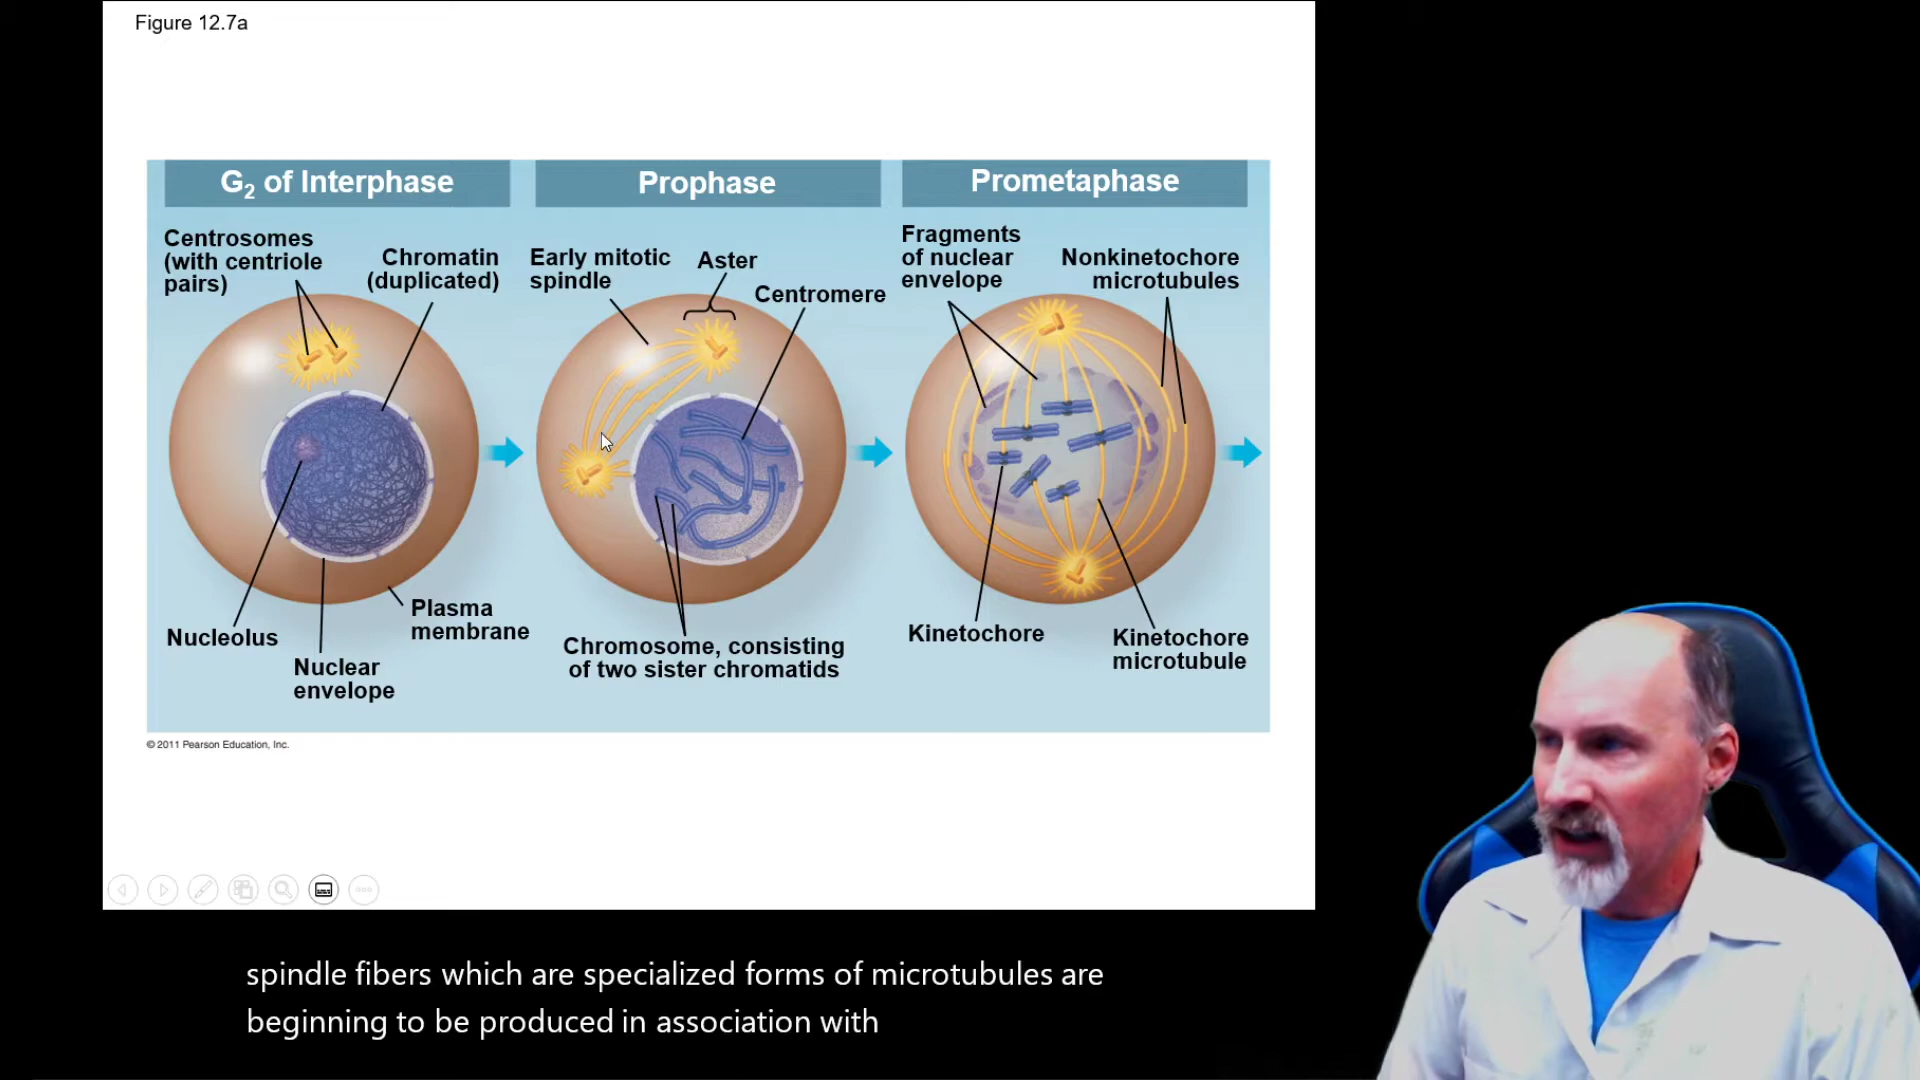 Figure 12.7a
G₂ of Interphase
Prophase
Prometaphase
Centrosomes
(with centriole
pairs)
Chromatin
(duplicated)
Early mitotic
spindle
Aster
Centromere
Fragments
of nuclear
envelope
Nonkinetochore
microtubules
Nucleolus
Nuclear
envelope
Plasma
membrane
Chromosome, consisting
of two sister chromatids
Kinetochore
Kinetochore
microtubule
© 2011 Pearson Education, Inc.
spindle fibers which are specialized forms of microtubules are
beginning to be produced in association with